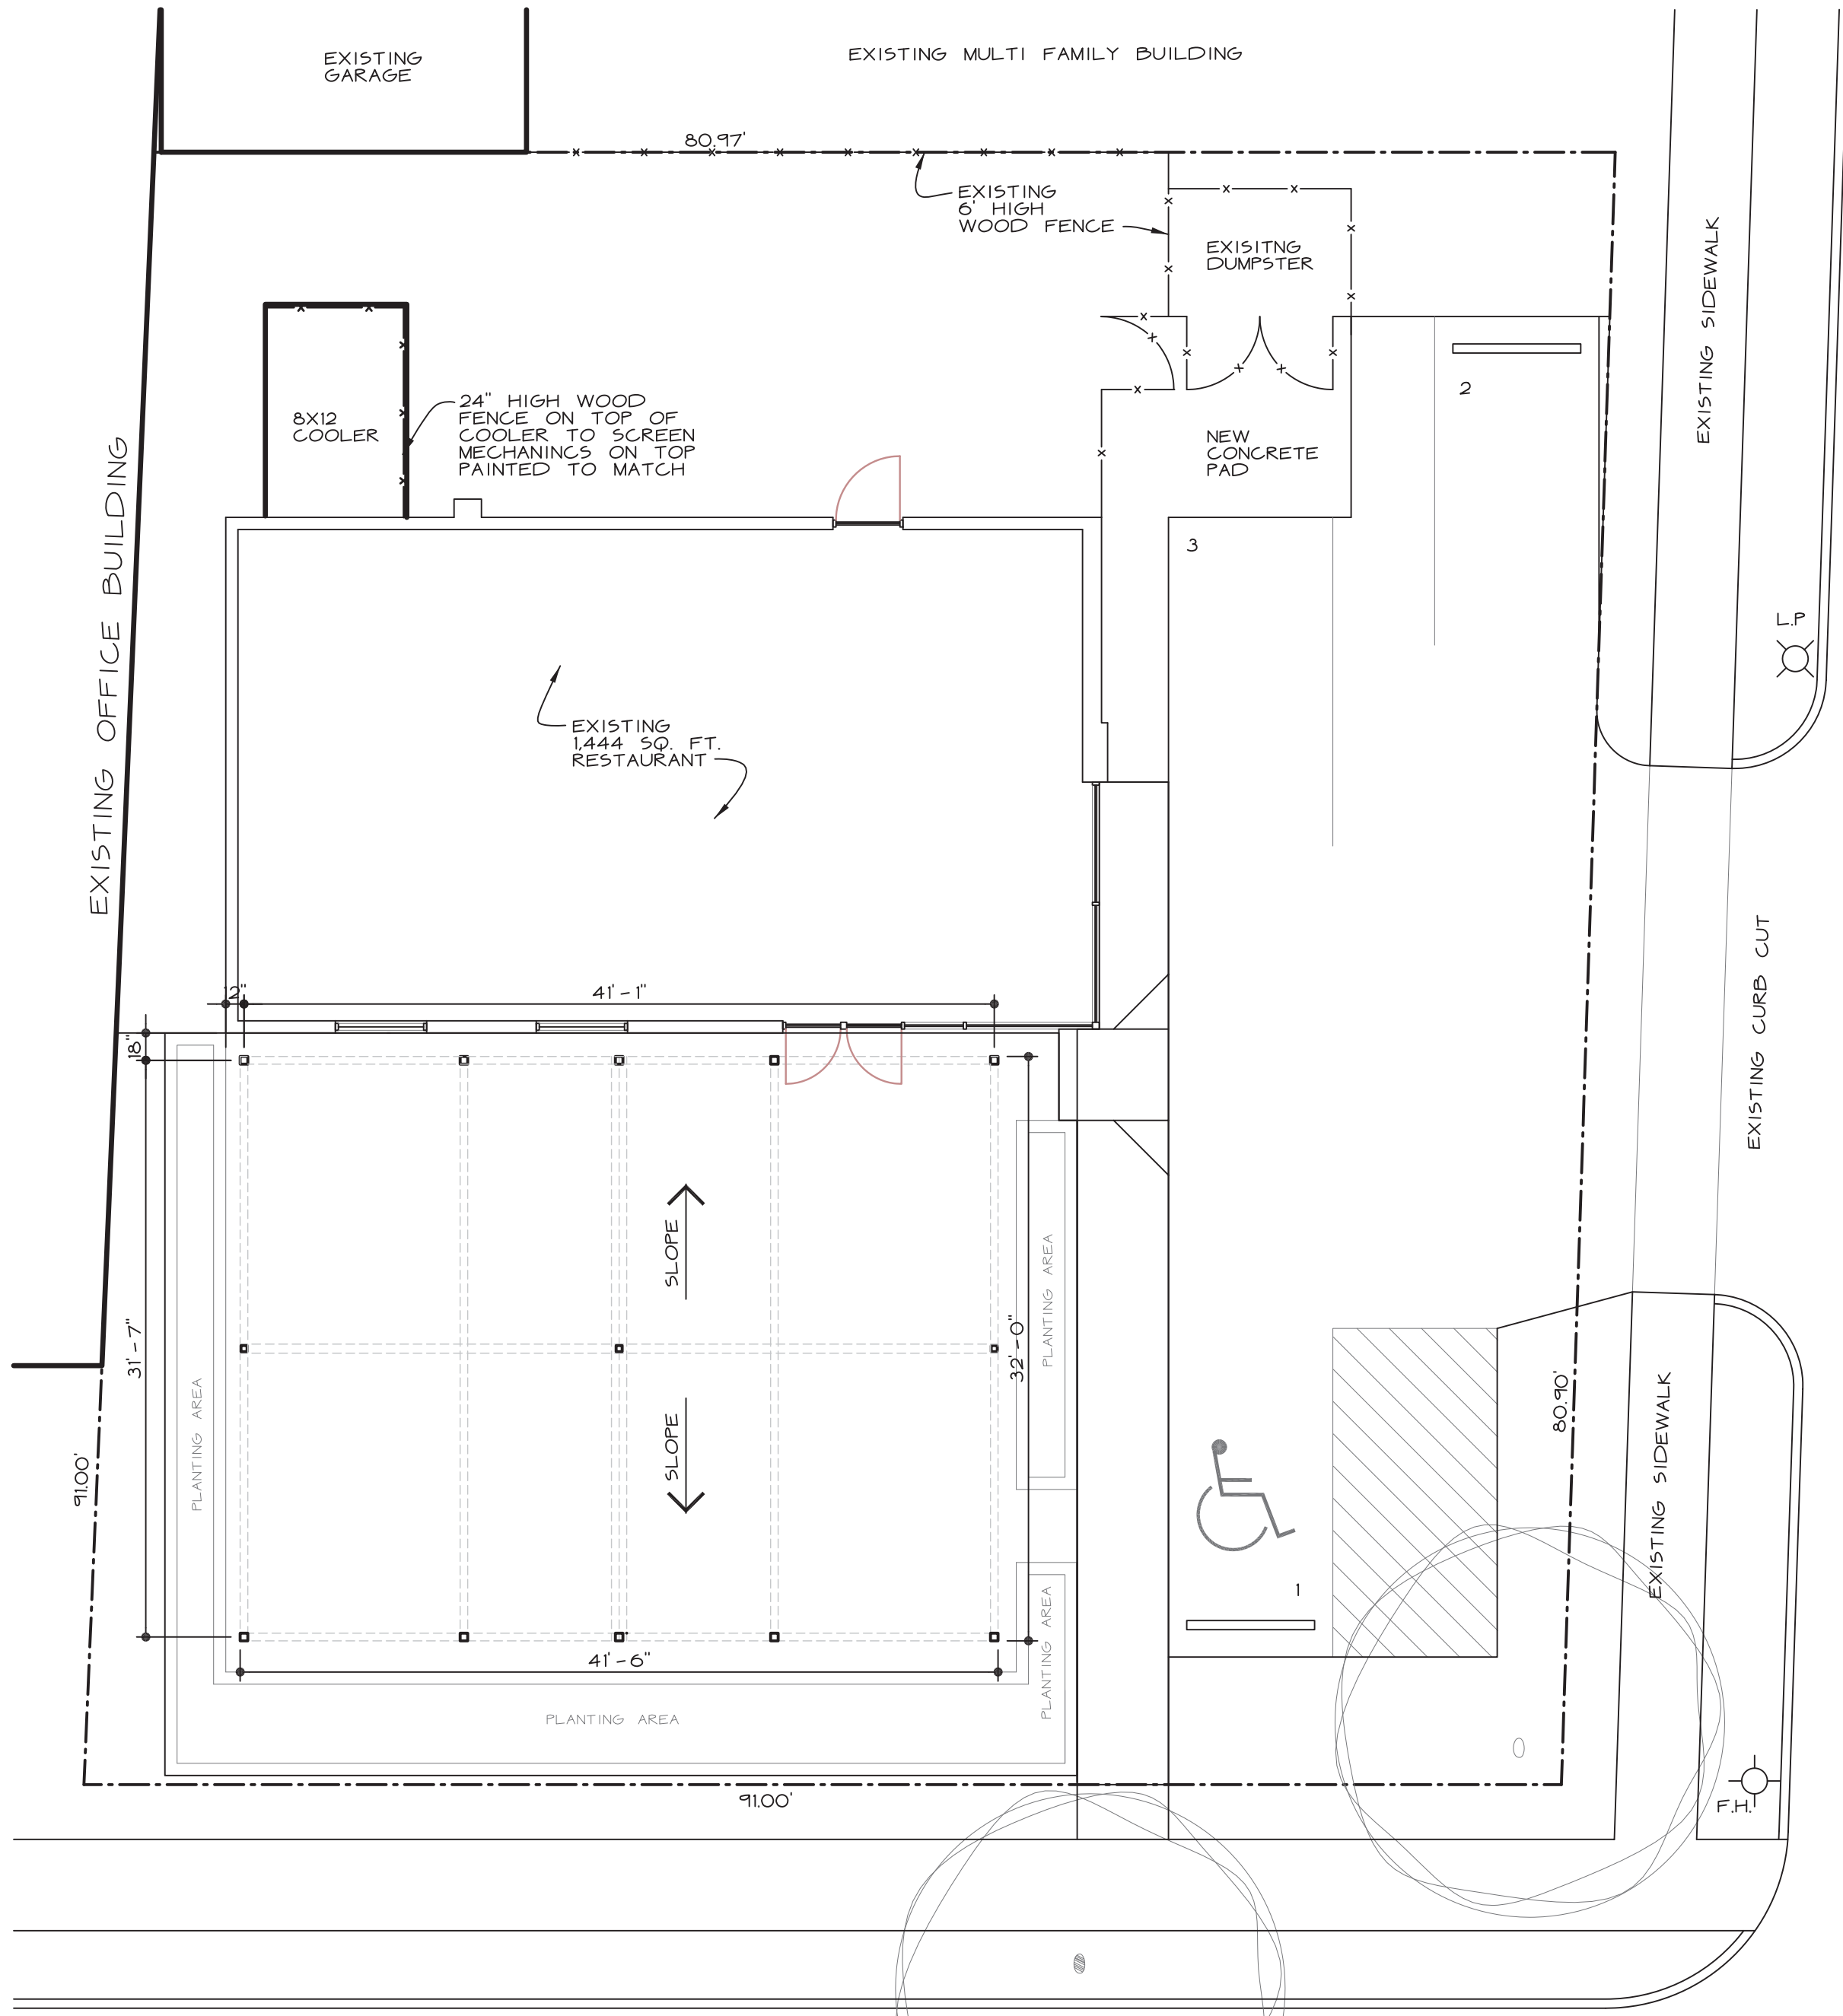 EXISTING
GARAGE
EXISTING MULTI FAMILY BUILDING
80.97'
EXISTING
6' HIGH
WOOD FENCE
EXISITNG
DUMPSTER
EXISTING SIDEWALK
2
8X12
COOLER
24" HIGH WOOD
FENCE ON TOP OF
COOLER TO SCREEN
MECHANINCS ON TOP
PAINTED TO MATCH
NEW
CONCRETE
PAD
3
EXISTING OFFICE BUILDING
L.P
EXISTING
1,444 SQ. FT.
RESTAURANT
EXISTING CURB CUT
12"
41'-1"
18"
SLOPE
PLANTING AREA
31'-7"
32'-0"
SLOPE
PLANTING AREA
91.00'
80.90'
EXISTING SIDEWALK
1
41'-6"
PLANTING AREA
PLANTING AREA
91.00'
F.H.